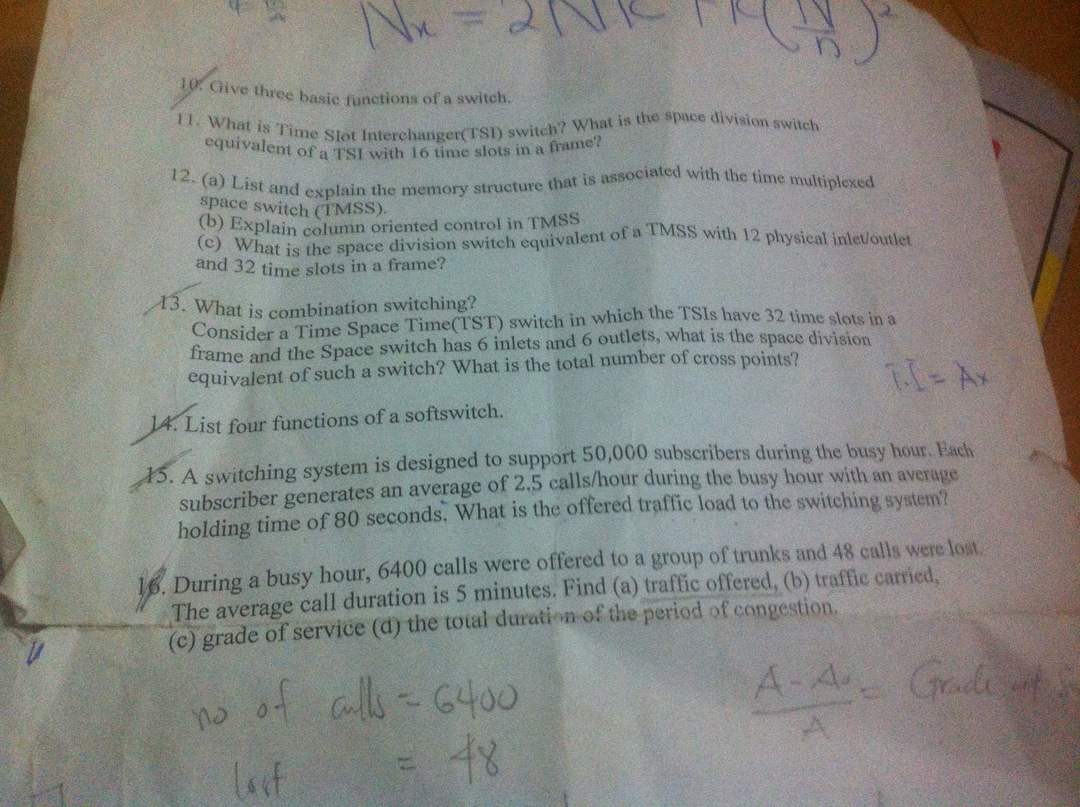 Nx = 2NK + K(N/n)²
10. Give three basic functions of a switch.
11. What is Time Slot Interchanger(TSI) switch? What is the space division switch
equivalent of a TSI with 16 time slots in a frame?
12. (a) List and explain the memory structure that is associated with the time multiplexed
space switch (TMSS).
(b) Explain column oriented control in TMSS
(c) What is the space division switch equivalent of a TMSS with 12 physical inlet/outlet
and 32 time slots in a frame?
13. What is combination switching?
Consider a Time Space Time(TST) switch in which the TSIs have 32 time slots in a
frame and the Space switch has 6 inlets and 6 outlets, what is the space division
equivalent of such a switch? What is the total number of cross points?
T.I = Ax
14. List four functions of a softswitch.
15. A switching system is designed to support 50,000 subscribers during the busy hour. Each
subscriber generates an average of 2.5 calls/hour during the busy hour with an average
holding time of 80 seconds. What is the offered traffic load to the switching system?
16. During a busy hour, 6400 calls were offered to a group of trunks and 48 calls were lost.
The average call duration is 5 minutes. Find (a) traffic offered, (b) traffic carried,
(c) grade of service (d) the total duration of the period of congestion.
no of calls = 6400
A - A₀ = Grade of
A
lost = 48